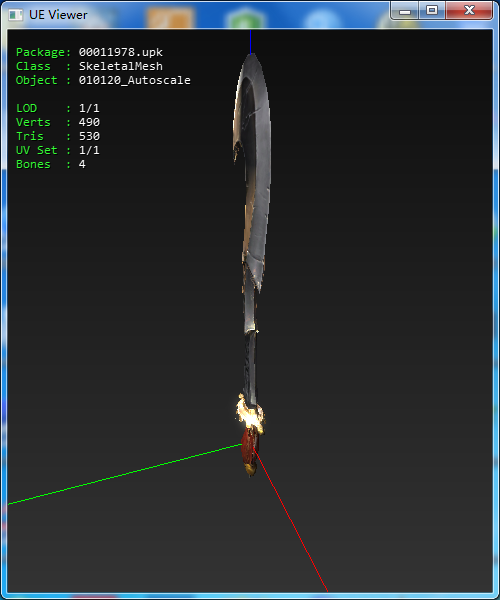 UE Viewer
Package: 00011978.upk
Class : SkeletalMesh
Object : 010120_Autoscale
LOD : 1/1
Verts : 490
Tris : 530
UV Set : 1/1
Bones : 4